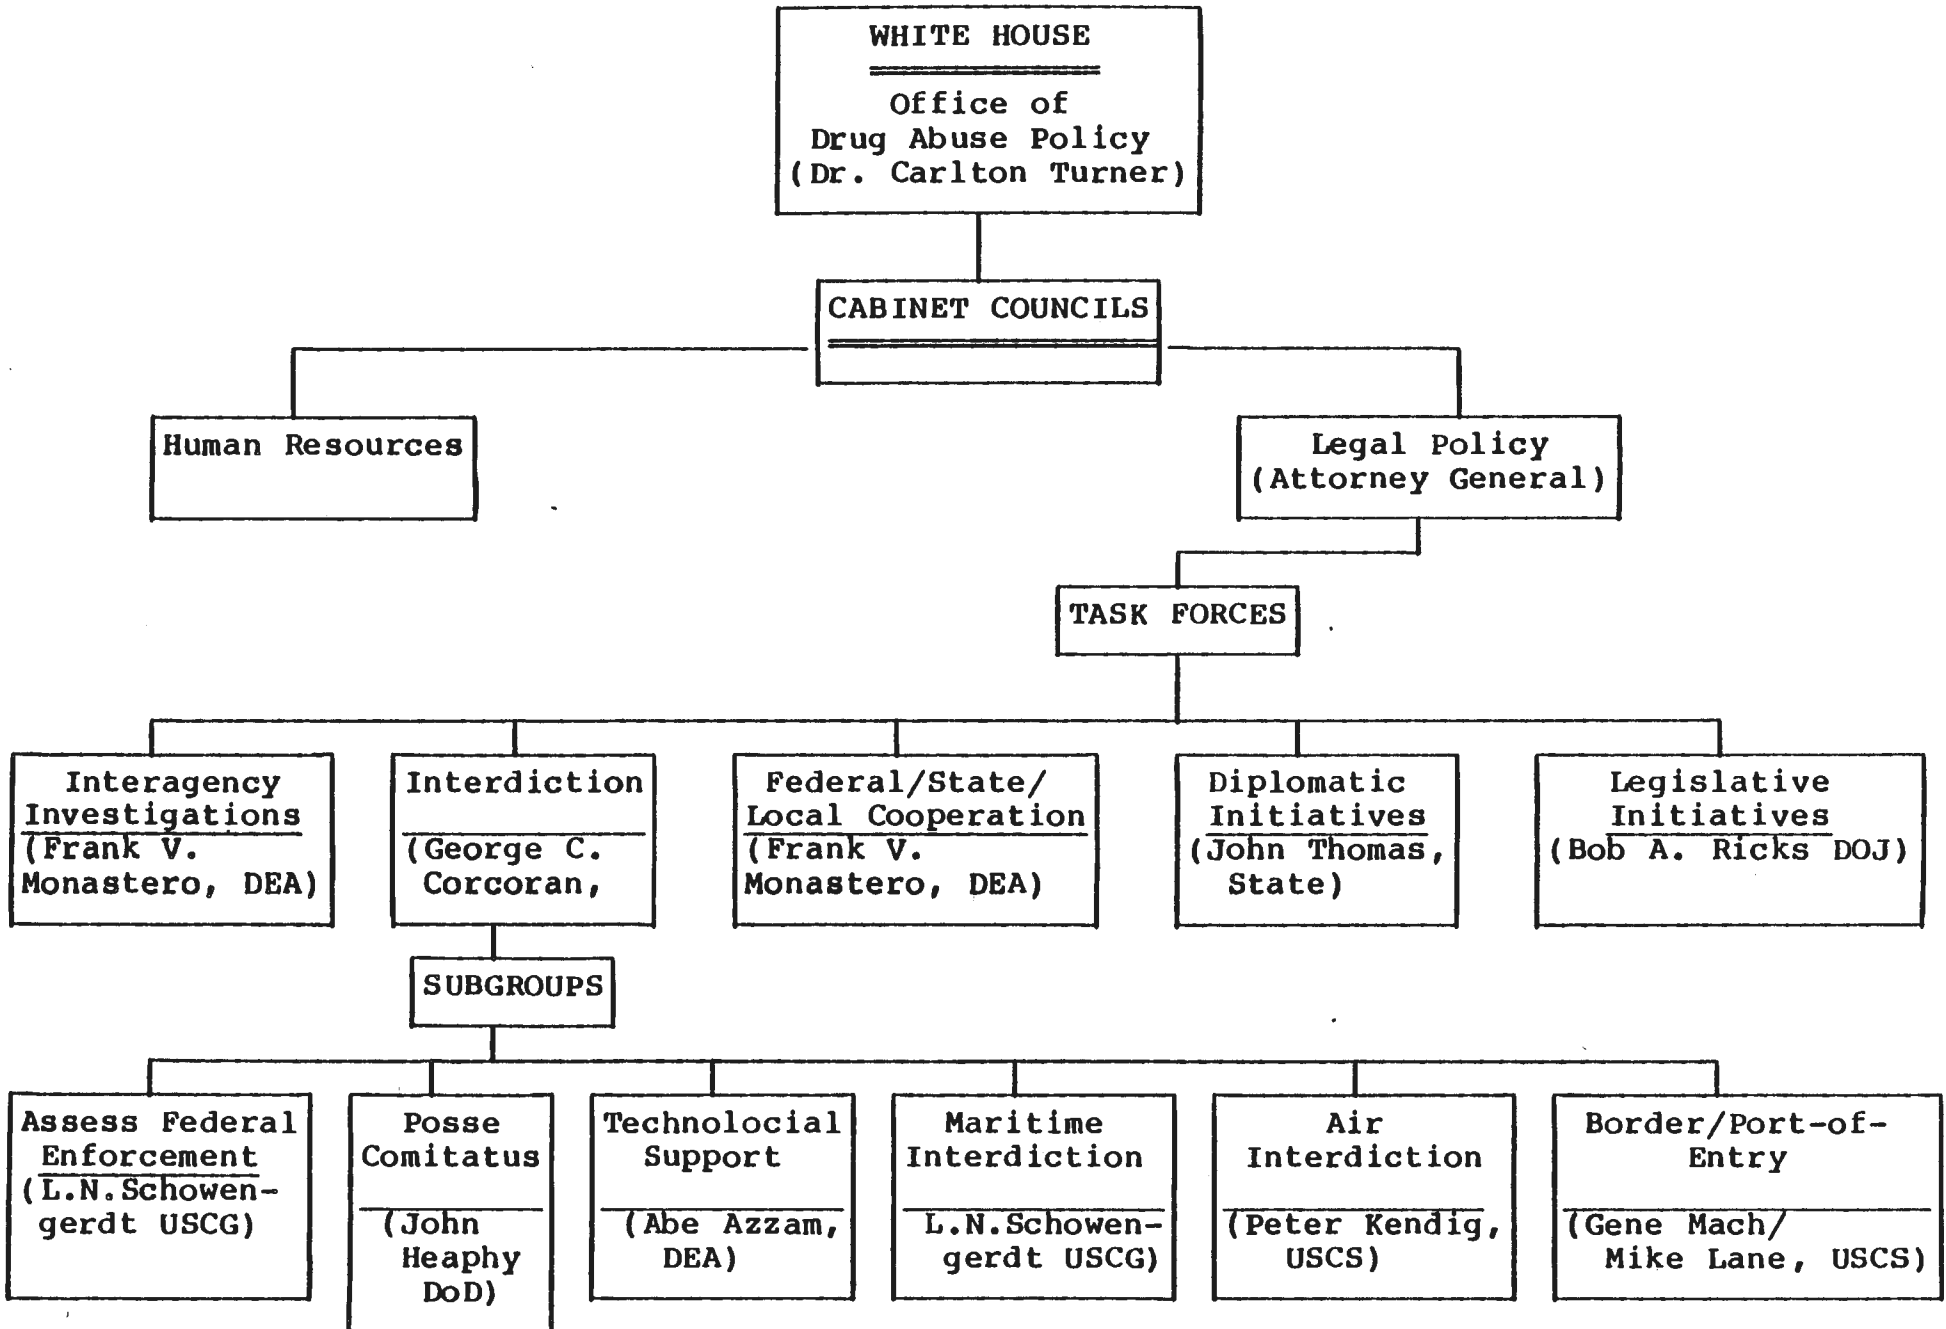 WHITE HOUSE
Office of
Drug Abuse Policy
(Dr. Carlton Turner)
CABINET COUNCILS
Human Resources
Legal Policy
(Attorney General)
TASK FORCES
Interagency
Investigations
(Frank V.
Monastero, DEA)
Interdiction
(George C.
Corcoran,
Federal/State/
Local Cooperation
(Frank V.
Monastero, DEA)
Diplomatic
Initiatives
(John Thomas,
State)
Legislative
Initiatives
(Bob A. Ricks DOJ)
SUBGROUPS
Assess Federal
Enforcement
(L.N.Schowen-
gerdt USCG)
Posse
Comitatus
(John
Heaphy
DoD)
Technolocial
Support
(Abe Azzam,
DEA)
Maritime
Interdiction
L.N.Schowen-
gerdt USCG)
Air
Interdiction
(Peter Kendig,
USCS)
Border/Port-of-
Entry
(Gene Mach/
Mike Lane, USCS)